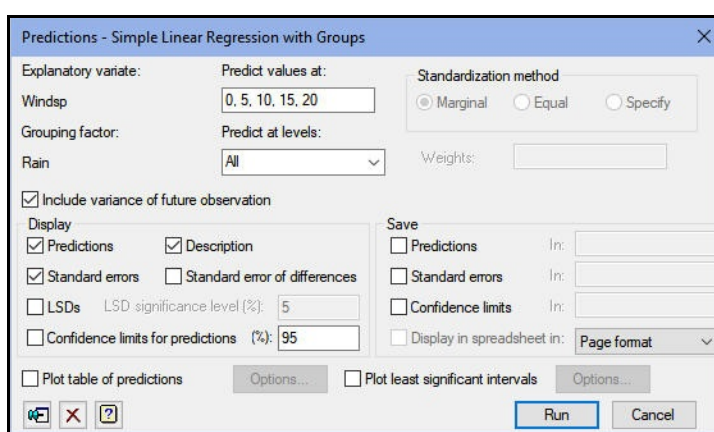 Predictions - Simple Linear Regression with Groups
Explanatory variate:
Predict values at:
Standardization method
Windsp
0, 5, 10, 15, 20
Marginal
Equal
Specify
Grouping factor:
Predict at levels:
Rain
All
Weights:
Include variance of future observation
Display
Predictions
Description
Standard errors
Standard error of differences
LSDs
LSD significance level (%):
5
Confidence limits for predictions
(%):
95
Save
Predictions
In:
Standard errors
In:
Confidence limits
In:
Display in spreadsheet in:
Page format
Plot table of predictions
Options...
Plot least significant intervals
Options...
Run
Cancel